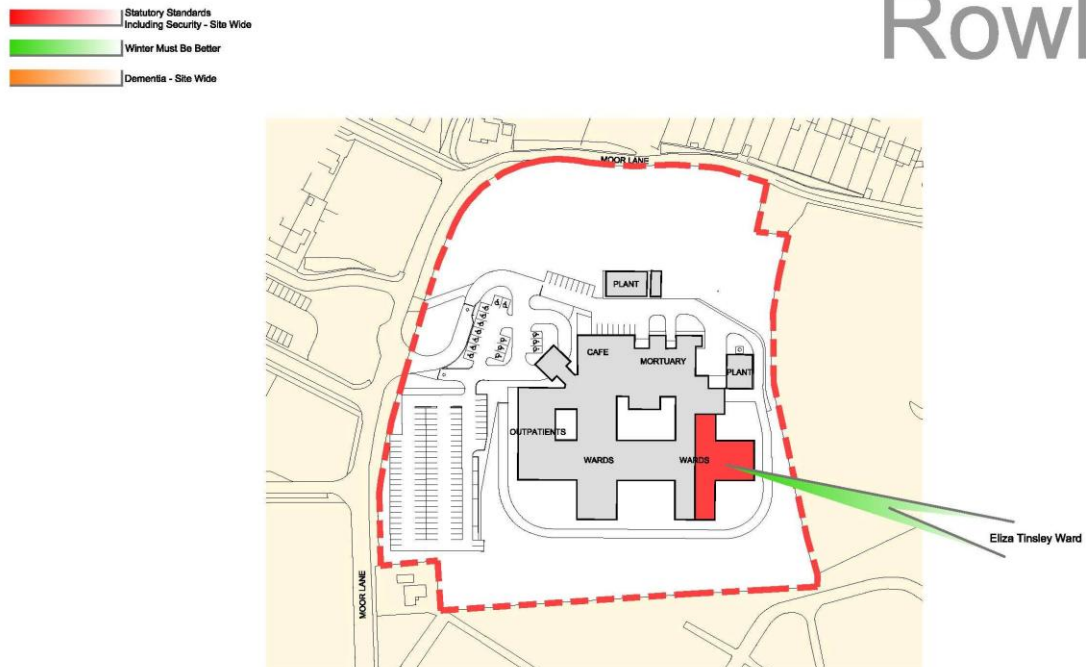 Statutory Standards
Including Security - Site Wide
Winter Must Be Better
Dementia - Site Wide
Rowl
MOOR LANE
PLANT
CAFE
MORTUARY
PLANT
OUTPATIENTS
WARDS
WARDS
Eliza Tinsley Ward
MOOR LANE